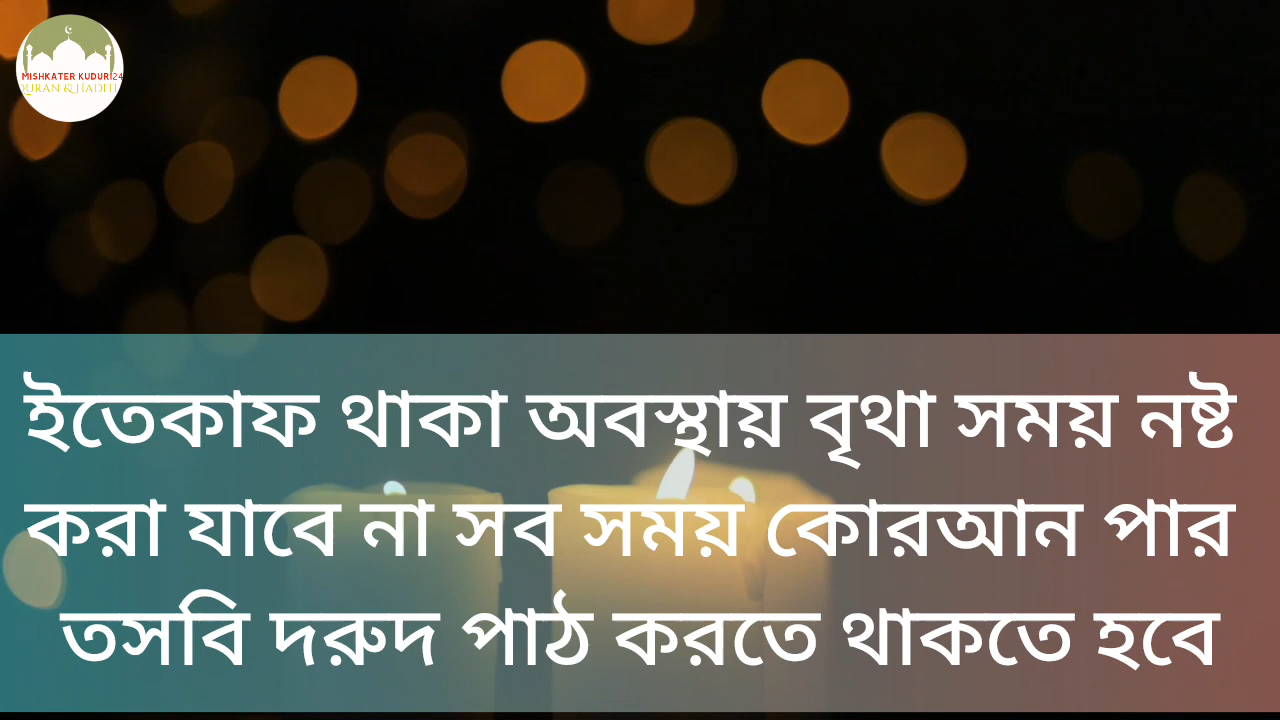 MISHKATER KUDURI24
QURAN & HADITH
ইতেকাফ থাকা অবস্থায় বৃথা সময় নষ্ট
করা যাবে না সব সময় কোরআন পার
তসবি দরুদ পাঠ করতে থাকতে হবে